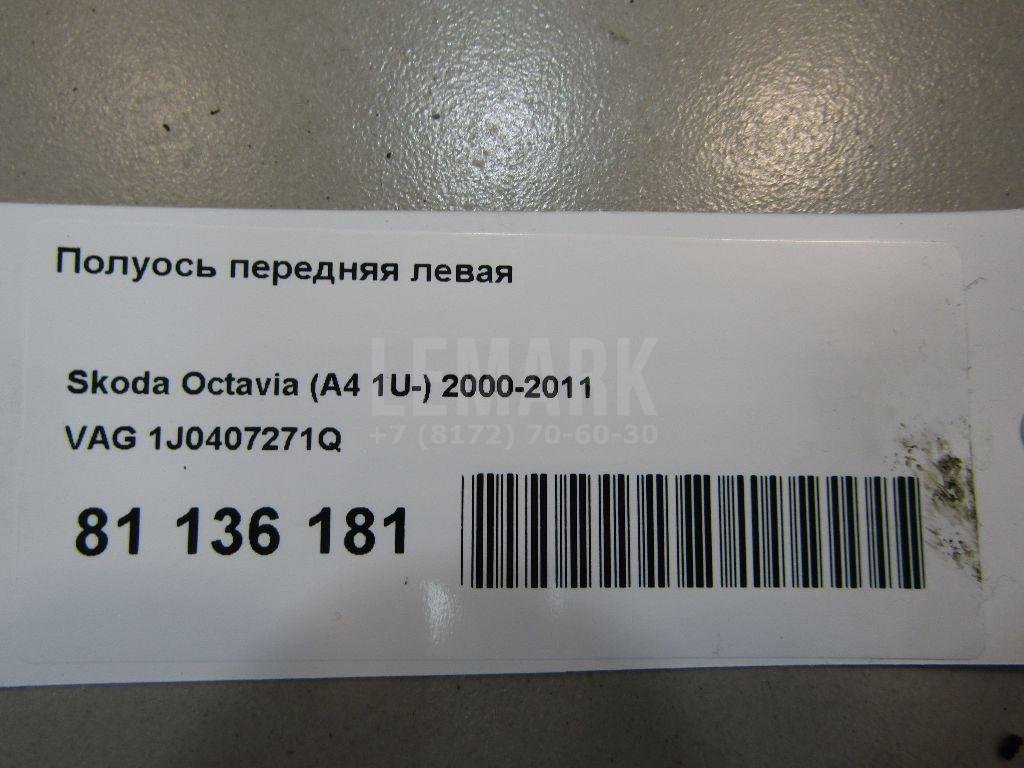 Полуось передняя левая
LEMARK
Skoda Octavia (A4 1U-) 2000-2011
+7 (8172) 70-60-30
VAG 1J0407271Q
81 136 181